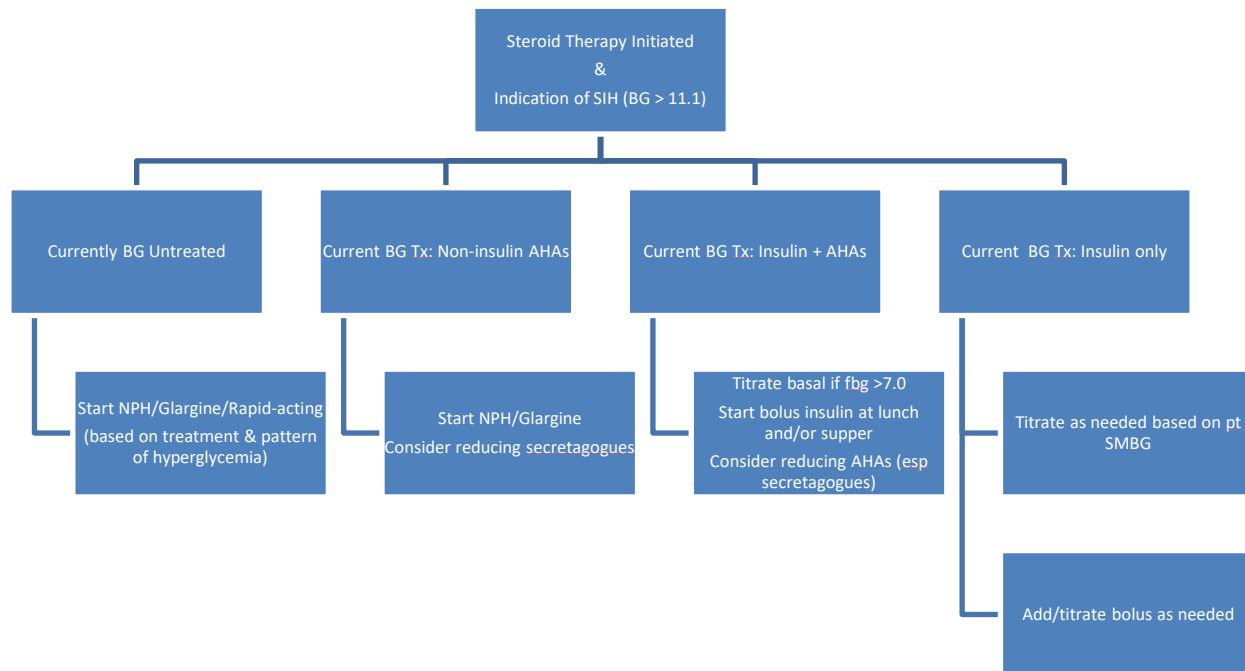 Steroid Therapy Initiated
&
Indication of SIH (BG > 11.1)
Currently BG Untreated
Current BG Tx: Non-insulin AHAs
Current BG Tx: Insulin + AHAs
Current BG Tx: Insulin only
Start NPH/Glargine/Rapid-acting
(based on treatment & pattern
of hyperglycemia)
Start NPH/Glargine
Consider reducing secretagogues
Titrate basal if fbg >7.0
Start bolus insulin at lunch
and/or supper
Consider reducing AHAs (esp
secretagogues)
Titrate as needed based on pt
SMBG
Add/titrate bolus as needed